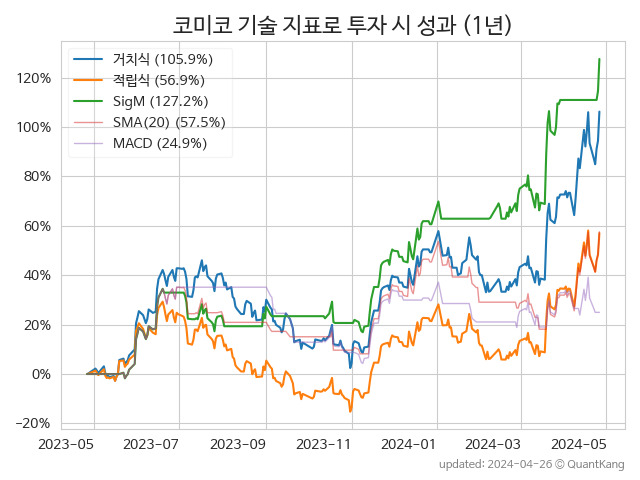 코미코 기술 지표로 투자 시 성과 (1년)
거치식 (105.9%)
적립식 (56.9%)
SigM (127.2%)
SMA(20) (57.5%)
MACD (24.9%)
120%
100%
80%
60%
40%
20%
0%
−20%
2023-05 2023-07 2023-09 2023-11 2024-01 2024-03 2024-05
updated: 2024-04-26 © QuantKang